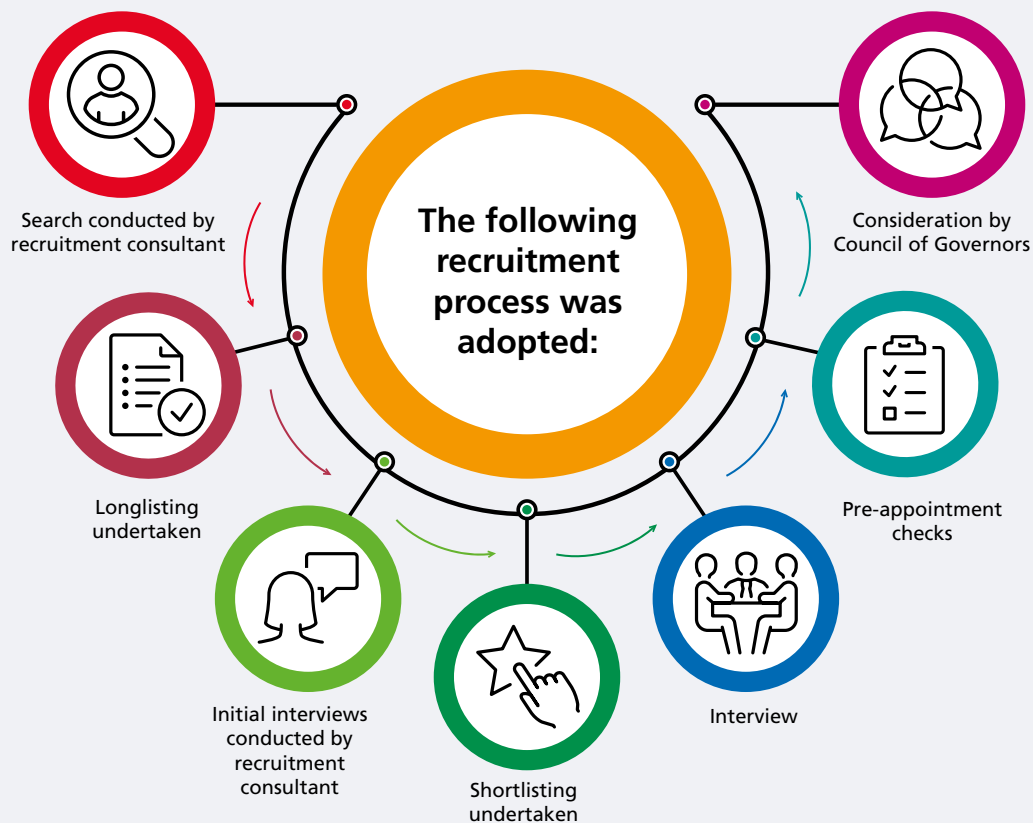 The following
recruitment
process was
adopted:
Search conducted by
recruitment consultant
Longlisting
undertaken
Initial interviews
conducted by
recruitment
consultant
Shortlisting
undertaken
Interview
Pre-appointment
checks
Consideration by
Council of Governors